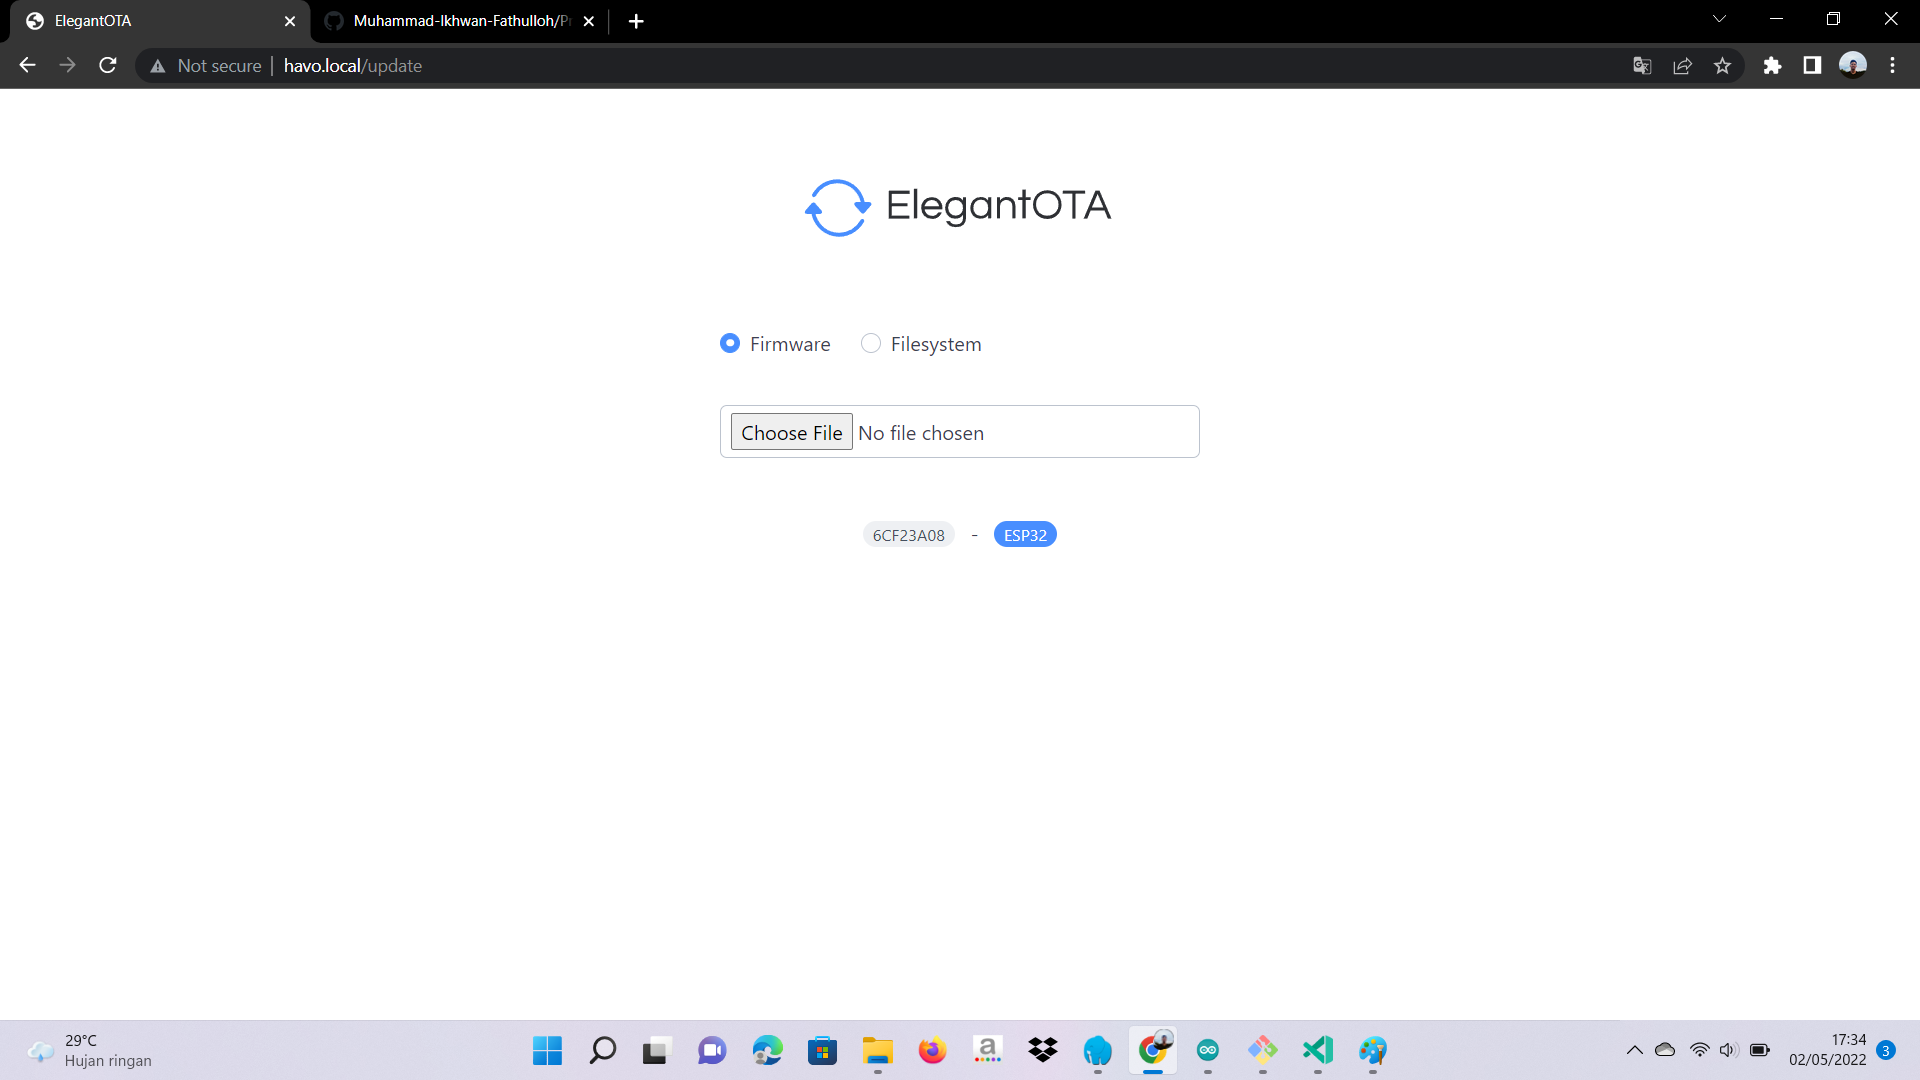 ElegantOTA
Muhammad-Ikhwan-Fathulloh/Pr
Not secure
havo.local/update
ElegantOTA
Firmware
Filesystem
Choose File No file chosen
6CF23A08 - ESP32
29°C
Hujan ringan
a
17:34
02/05/2022
3